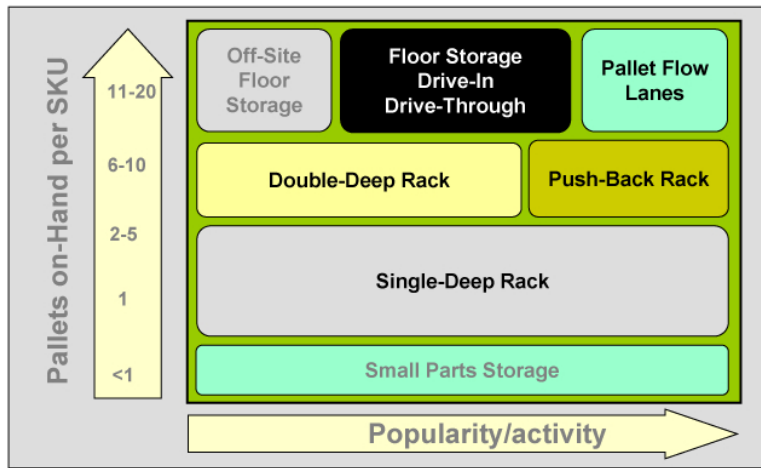 Pallets on-Hand per SKU
11-20
6-10
2-5
1
<1
Off-Site
Floor
Storage
Floor Storage
Drive-In
Drive-Through
Pallet Flow
Lanes
Double-Deep Rack
Push-Back Rack
Single-Deep Rack
Small Parts Storage
Popularity/activity